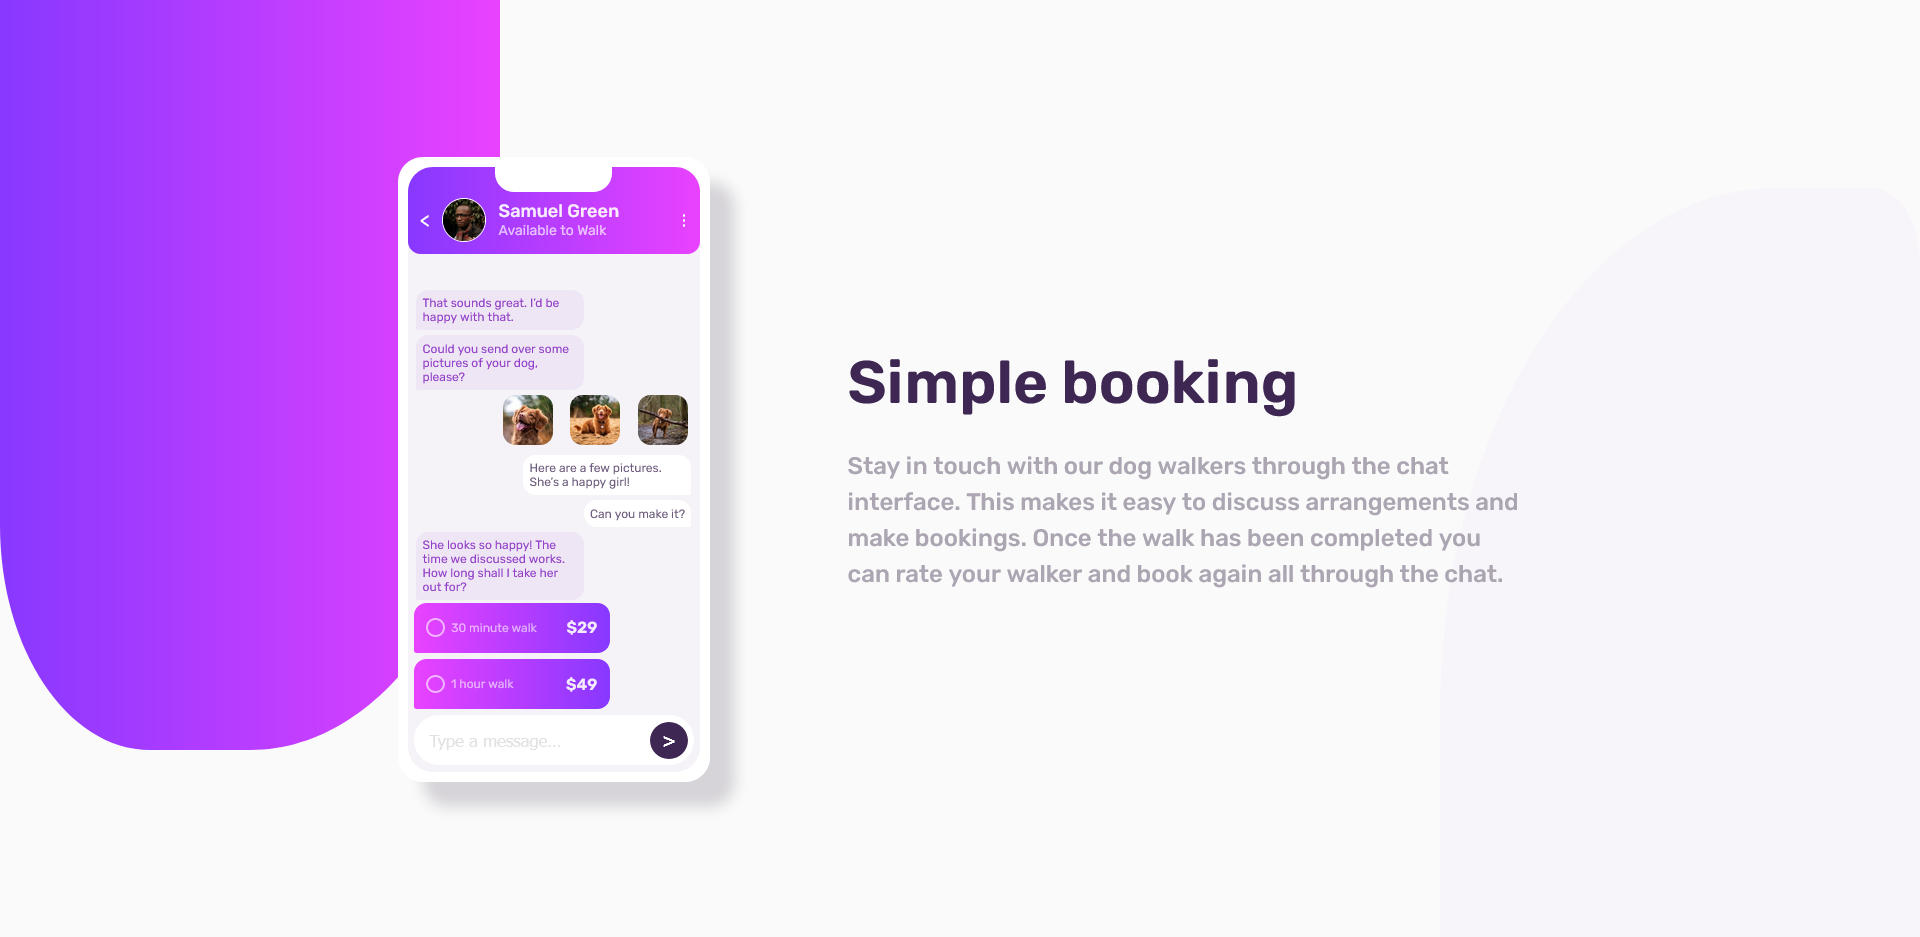 <
Samuel Green
Available to Walk
That sounds great. I'd be
happy with that.
Could you send over some
pictures of your dog,
please?
Here are a few pictures.
She's a happy girl!
Can you make it?
She looks so happy! The
time we discussed works.
How long shall I take her
out for?
30 minute walk $29
1 hour walk $49
Type a message...
>
Simple booking
Stay in touch with our dog walkers through the chat
interface. This makes it easy to discuss arrangements and
make bookings. Once the walk has been completed you
can rate your walker and book again all through the chat.